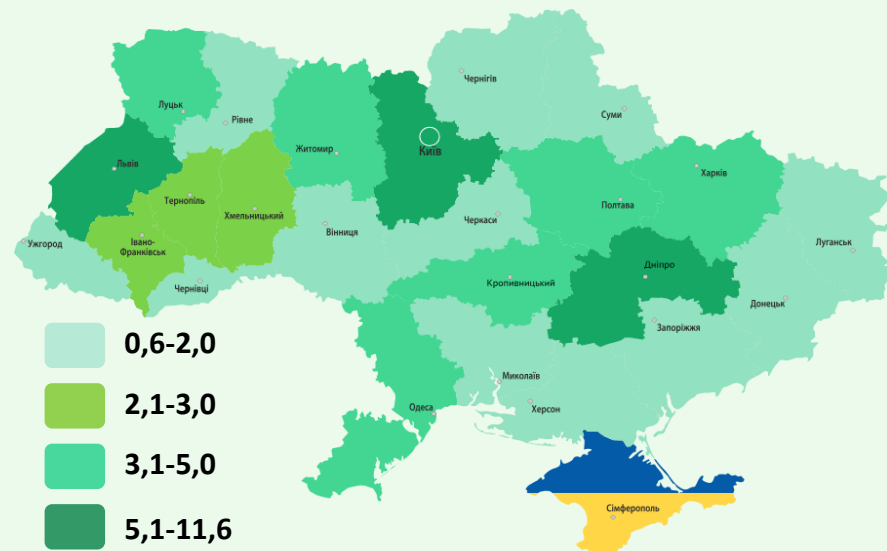 Чернігів
Луцьк
Рівне
Суми
Київ
Житомир
Львів
Харків
Тернопіль
Хмельницький
Полтава
Черкаси
Вінниця
Ужгород
Івано-
Франківськ
Луганськ
Дніпро
Кропивницький
Чернівці
Донецьк
Запоріжжя
0,6-2,0
Миколаїв
2,1-3,0
Одеса
Херсон
3,1-5,0
Сімферополь
5,1-11,6